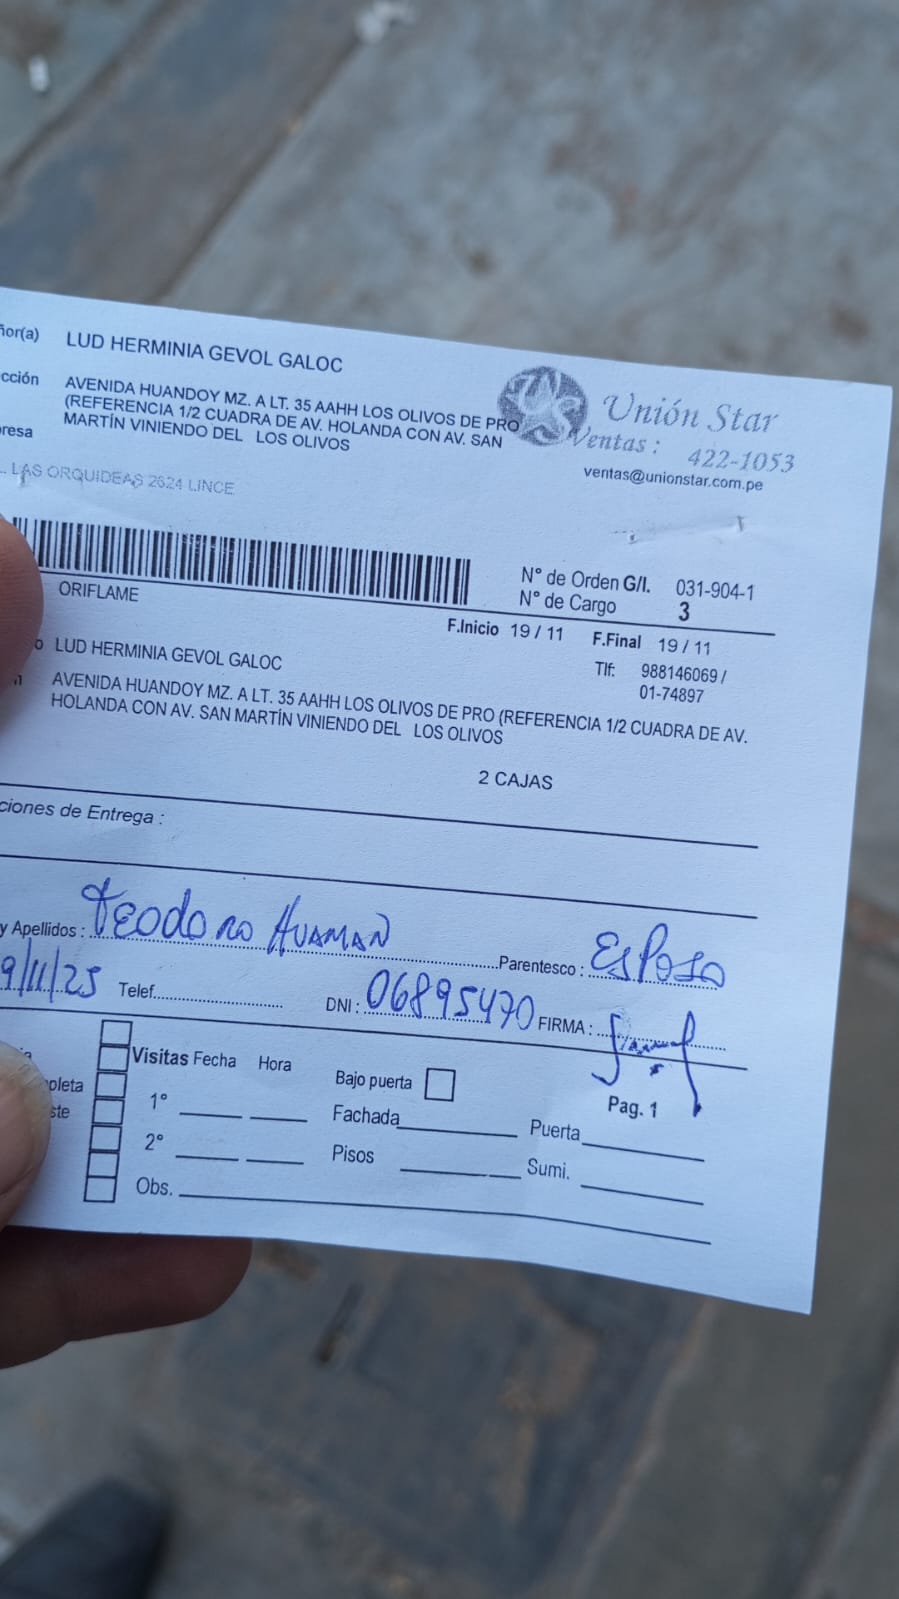 ñor(a) LUD HERMINIA GEVOL GALOC
cción AVENIDA HUANDOY MZ. A LT. 35 AAHH LOS OLIVOS DE PRO
(REFERENCIA 1/2 CUADRA DE AV. HOLANDA CON AV. SAN
resa MARTÍN VINIENDO DEL LOS OLIVOS
Unión Star
Ventas : 422-1053
ventas@unionstar.com.pe
LAS ORQUIDEAS 2624 LINCE
ORIFLAME
N° de Orden G/I. 031-904-1
N° de Cargo 3
F.Inicio 19 / 11 F.Final 19 / 11
o LUD HERMINIA GEVOL GALOC
Tlf: 988146069 /
01-74897
n AVENIDA HUANDOY MZ. A LT. 35 AAHH LOS OLIVOS DE PRO (REFERENCIA 1/2 CUADRA DE AV.
HOLANDA CON AV. SAN MARTÍN VINIENDO DEL LOS OLIVOS
2 CAJAS
ciones de Entrega :
y Apellidos : Teodoro HUAMAN Parentesco : Esposo
9/11/25 Telef. DNI : 06895470 FIRMA :
Pag. 1
Visitas Fecha Hora Bajo puerta
pleta
ste
1° Fachada Puerta
2° Pisos Sumi.
Obs.